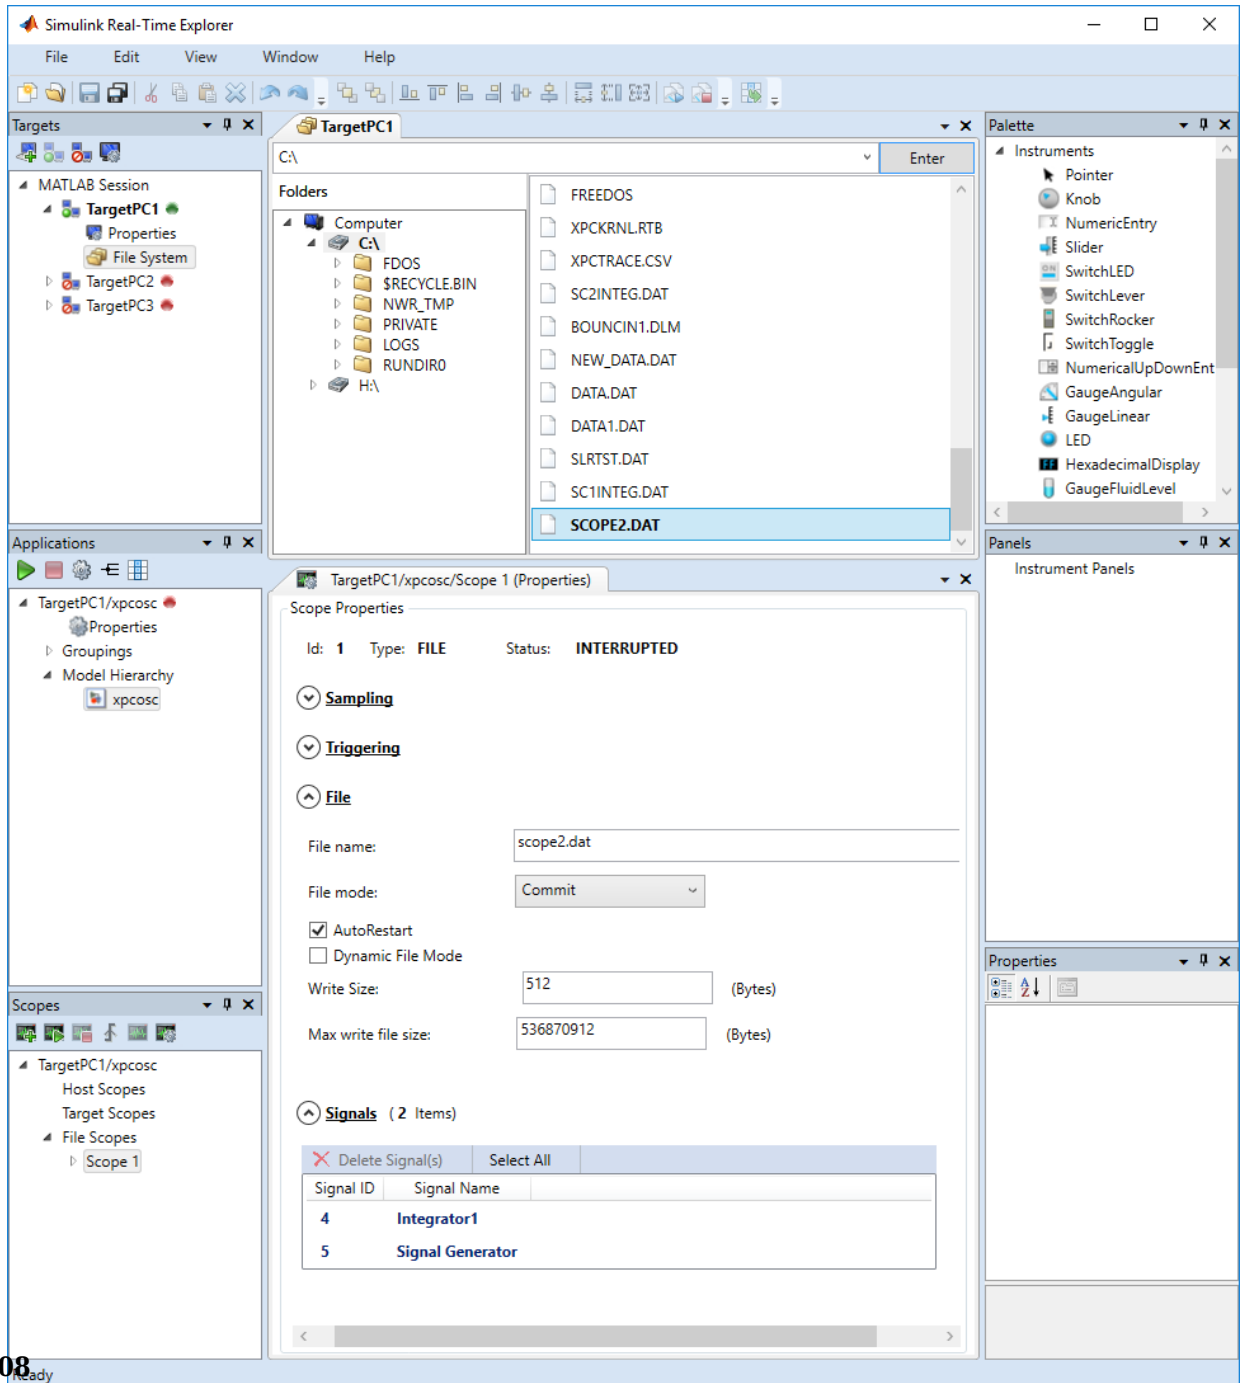 Simulink Real-Time Explorer
File Edit View Window Help
Targets
MATLAB Session
TargetPC1
Properties
File System
TargetPC2
TargetPC3
TargetPC1
C:\ Enter
Folders
Computer
C:\
FDOS
$RECYCLE.BIN
NWR_TMP
PRIVATE
LOGS
RUNDIR0
H:\
FREEDOS
XPCKRNL.RTB
XPCTRACE.CSV
SC2INTEG.DAT
BOUNCIN1.DLM
NEW_DATA.DAT
DATA.DAT
DATA1.DAT
SLRTST.DAT
SC1INTEG.DAT
SCOPE2.DAT
Palette
Instruments
Pointer
Knob
NumericEntry
Slider
SwitchLED
SwitchLever
SwitchRocker
SwitchToggle
NumericalUpDownEnt
GaugeAngular
GaugeLinear
LED
HexadecimalDisplay
GaugeFluidLevel
Applications
TargetPC1/xpcosc
Properties
Groupings
Model Hierarchy
xpcosc
TargetPC1/xpcosc/Scope 1 (Properties)
Scope Properties
Id: 1 Type: FILE Status: INTERRUPTED
Sampling
Triggering
File
File name: scope2.dat
File mode: Commit
AutoRestart
Dynamic File Mode
Write Size: 512 (Bytes)
Max write file size: 536870912 (Bytes)
Signals ( 2 Items)
Delete Signal(s) Select All
Signal ID Signal Name
4 Integrator1
5 Signal Generator
Panels
Instrument Panels
Properties
Scopes
TargetPC1/xpcosc
Host Scopes
Target Scopes
File Scopes
Scope 1
08
Ready